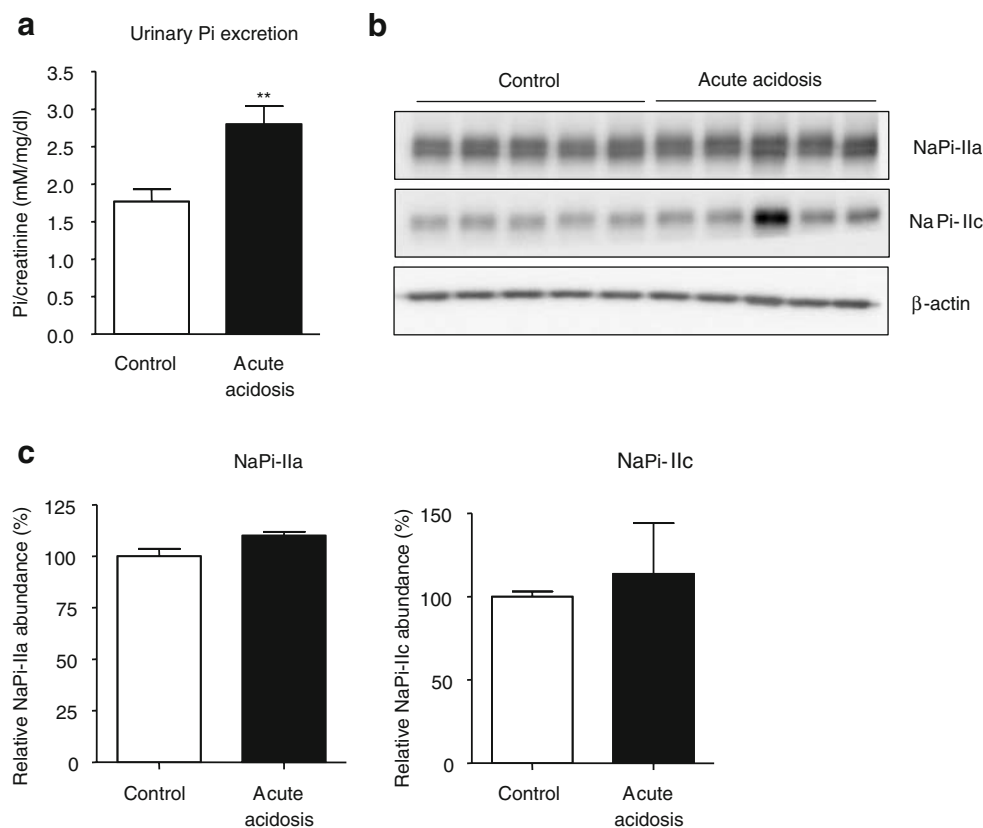 a
Urinary Pi excretion
Pi/creatinine (mM/mg/dl)
3.5
3.0
2.5
2.0
1.5
1.0
0.5
0.0
**
Control
Acute
acidosis
b
Control
Acute acidosis
NaPi-IIa
NaPi-IIc
β-actin
c
NaPi-IIa
Relative NaPi-IIa abundance (%)
125
100
75
50
25
0
Control
Acute
acidosis
NaPi-IIc
Relative NaPi-IIc abundance (%)
150
100
50
0
Control
Acute
acidosis